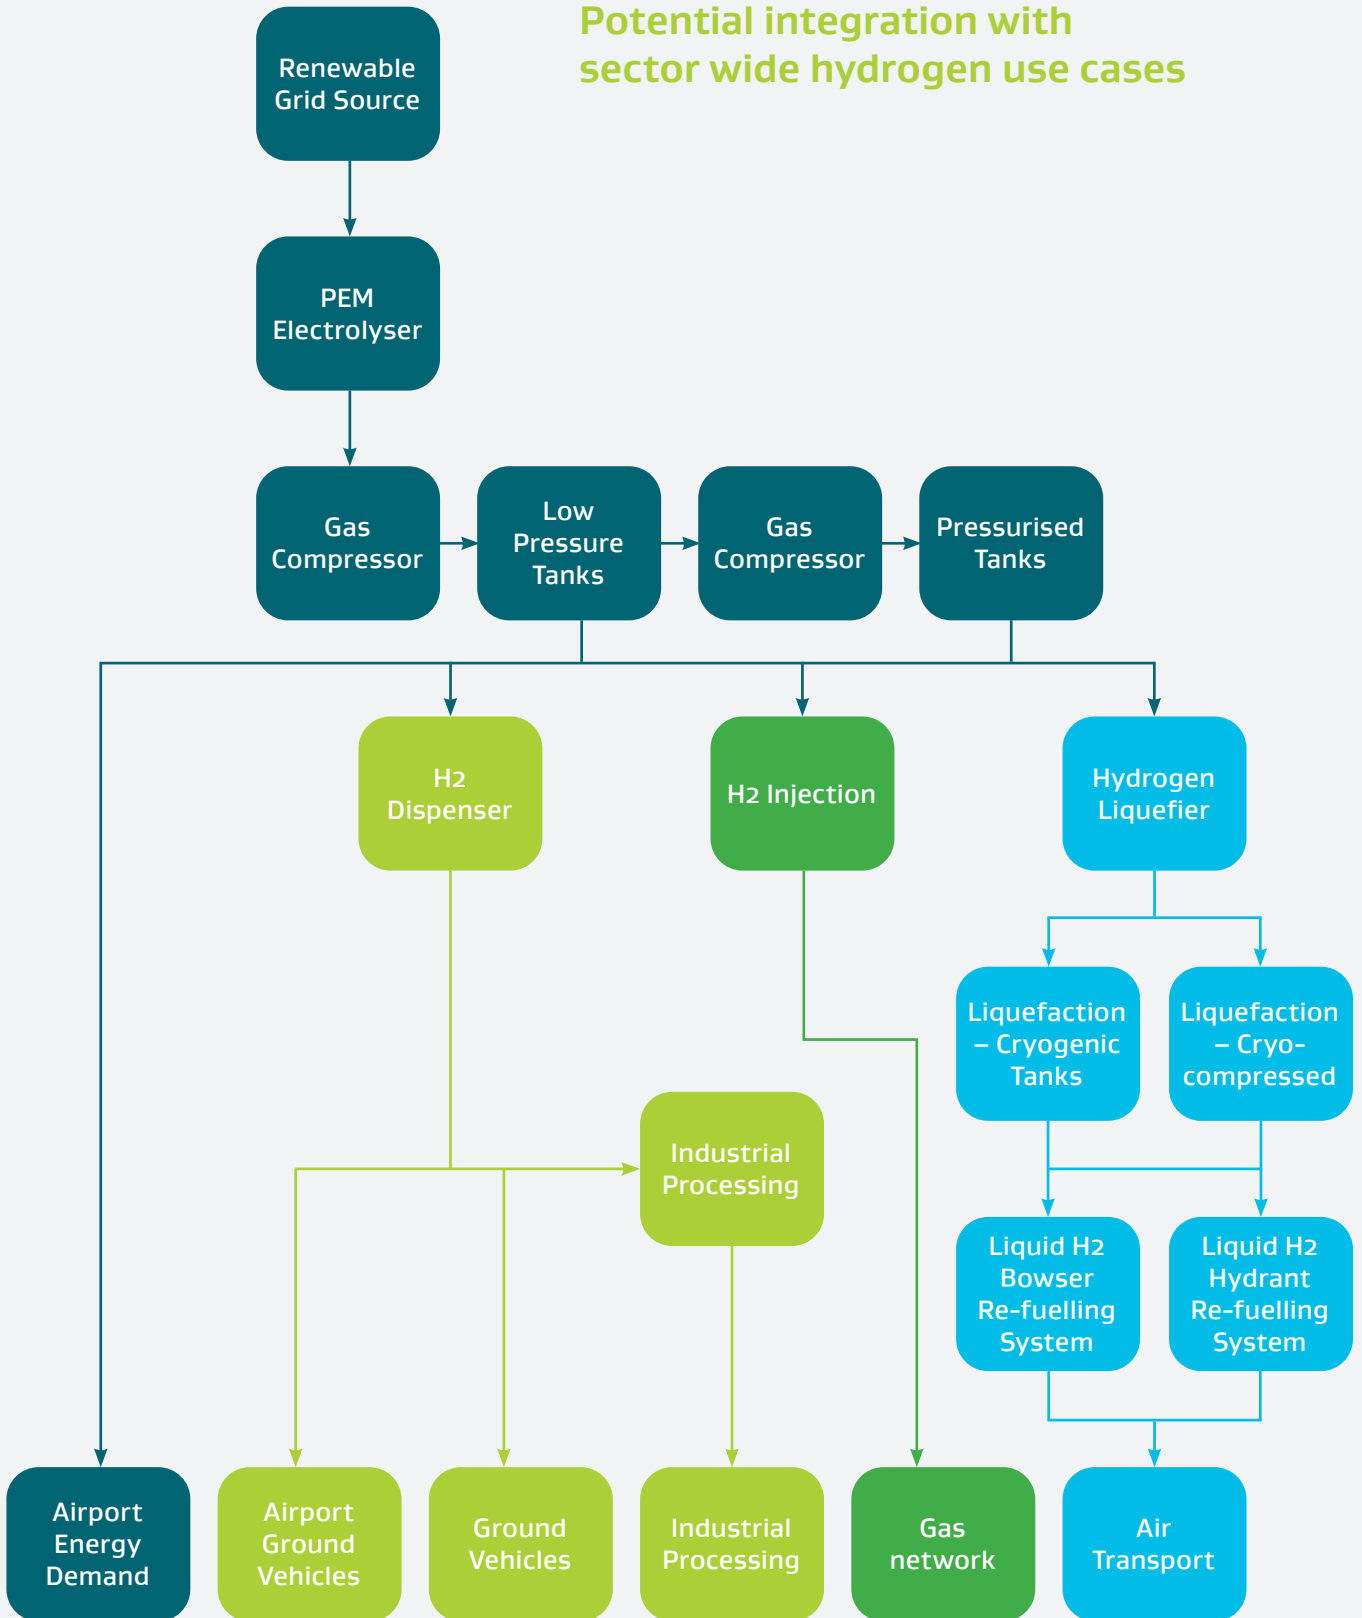 Potential integration with
sector wide hydrogen use cases
Renewable
Grid Source
PEM
Electrolyser
Gas
Compressor
Low
Pressure
Tanks
Gas
Compressor
Pressurised
Tanks
H2
Dispenser
H2 Injection
Hydrogen
Liquefier
Liquefaction
– Cryogenic
Tanks
Liquefaction
– Cryo-
compressed
Industrial
Processing
Liquid H2
Bowser
Re-fuelling
System
Liquid H2
Hydrant
Re-fuelling
System
Airport
Energy
Demand
Airport
Ground
Vehicles
Ground
Vehicles
Industrial
Processing
Gas
network
Air
Transport